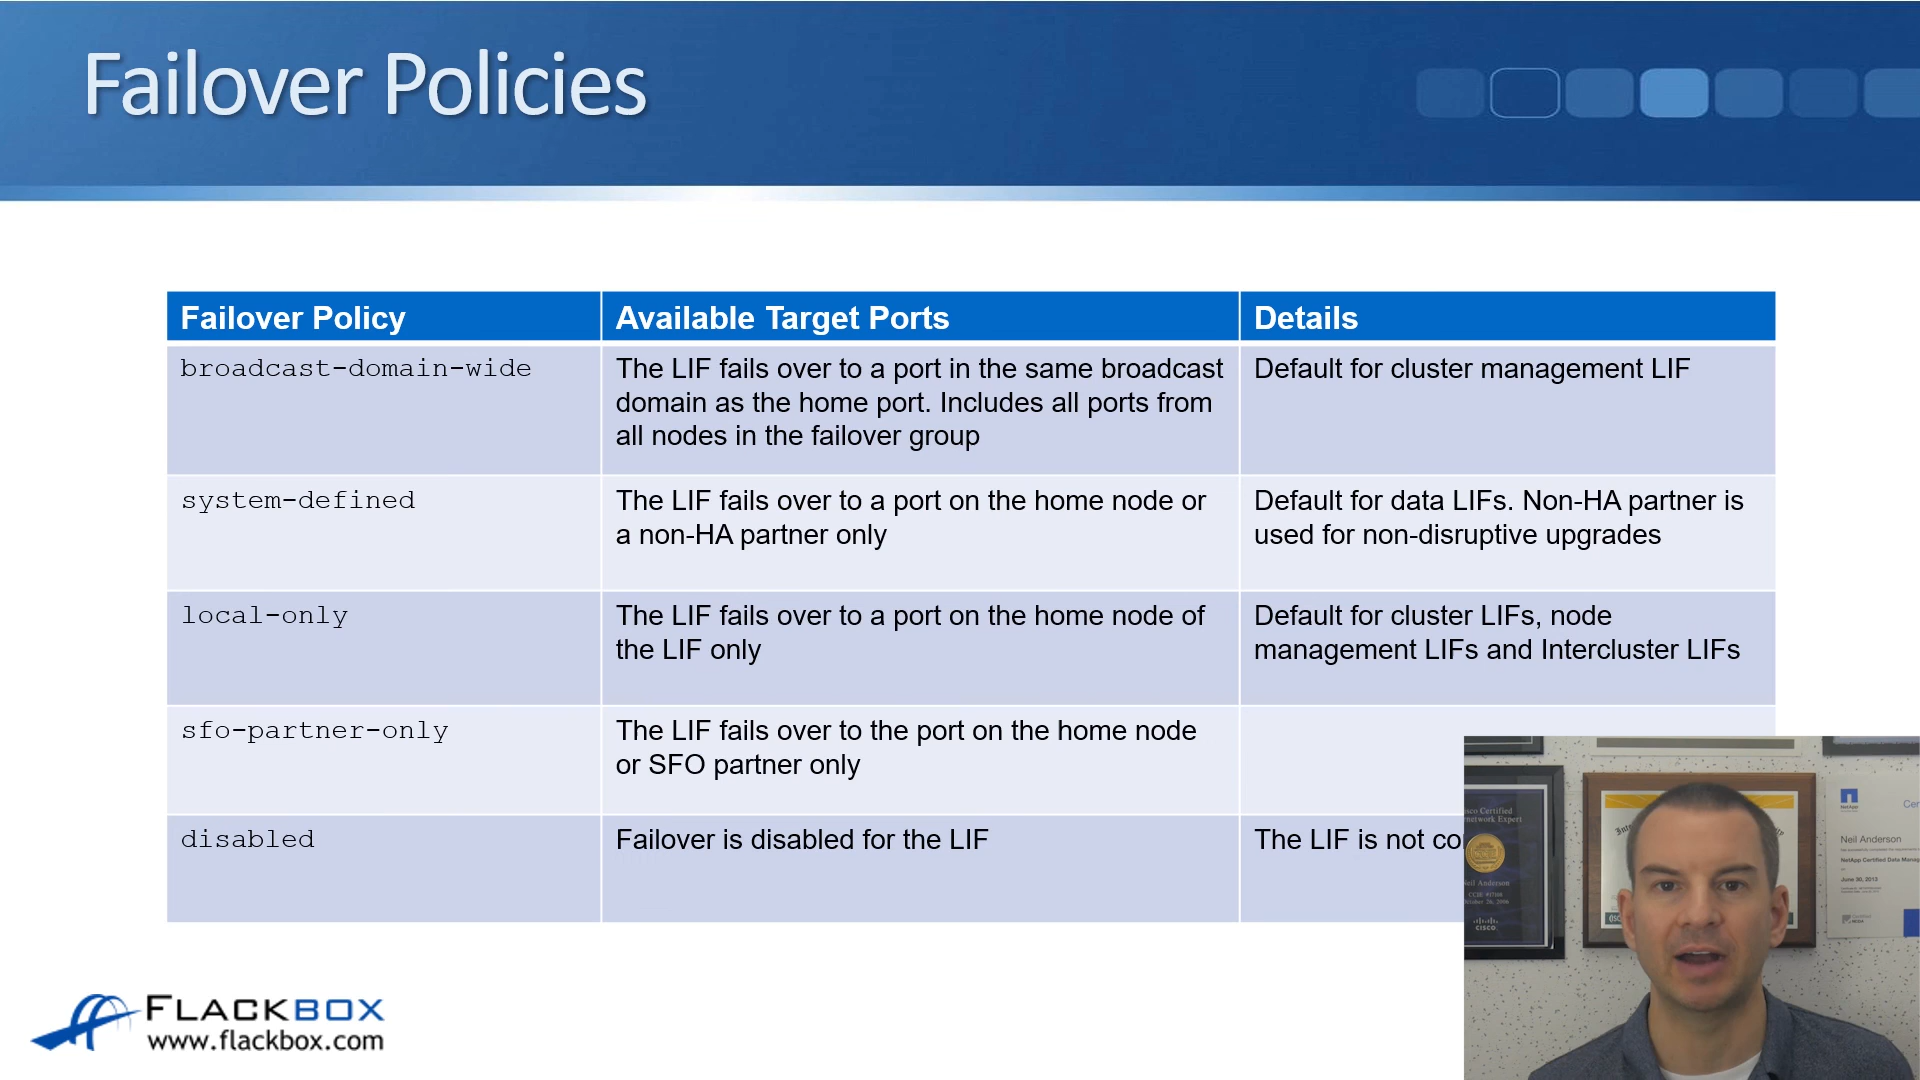 Failover Policies
Failover Policy
Available Target Ports
Details
broadcast-domain-wide
The LIF fails over to a port in the same broadcast
domain as the home port. Includes all ports from
all nodes in the failover group
Default for cluster management LIF
system-defined
The LIF fails over to a port on the home node or
a non-HA partner only
Default for data LIFs. Non-HA partner is
used for non-disruptive upgrades
local-only
The LIF fails over to a port on the home node of
the LIF only
Default for cluster LIFs, node
management LIFs and Intercluster LIFs
sfo-partner-only
The LIF fails over to the port on the home node
or SFO partner only
disabled
Failover is disabled for the LIF
The LIF is not co
Neil Anderson
June 30, 2013
CISCO
FLACKBOX
www.flackbox.com